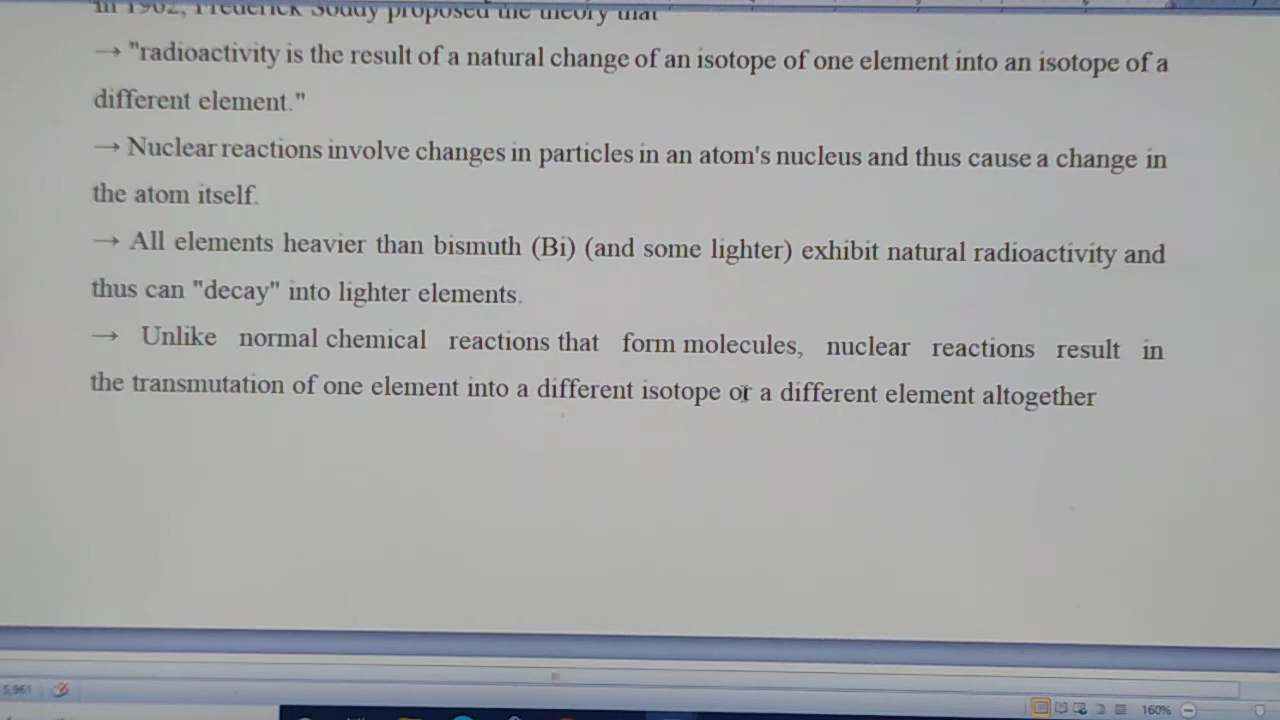 In 1902, Frederick Soddy proposed the theory that
→ "radioactivity is the result of a natural change of an isotope of one element into an isotope of a
different element."
→ Nuclear reactions involve changes in particles in an atom's nucleus and thus cause a change in
the atom itself.
→ All elements heavier than bismuth (Bi) (and some lighter) exhibit natural radioactivity and
thus can "decay" into lighter elements.
→ Unlike normal chemical reactions that form molecules, nuclear reactions result in
the transmutation of one element into a different isotope or a different element altogether
5,961
160%